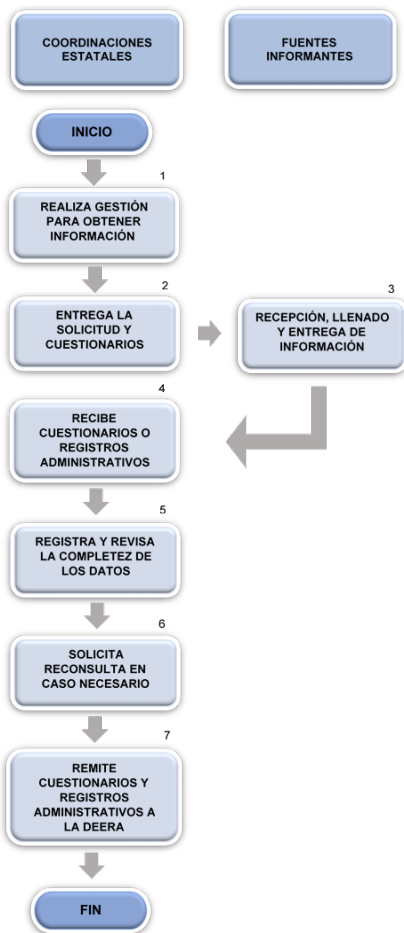 COORDINACIONES
ESTATALES
FUENTES
INFORMANTES
INICIO
1
REALIZA GESTIÓN
PARA OBTENER
INFORMACIÓN
2
ENTREGA LA
SOLICITUD Y
CUESTIONARIOS
3
RECEPCIÓN, LLENADO
Y ENTREGA DE
INFORMACIÓN
4
RECIBE
CUESTIONARIOS O
REGISTROS
ADMINISTRATIVOS
5
REGISTRA Y REVISA
LA COMPLETEZ DE
LOS DATOS
6
SOLICITA
RECONSULTA EN
CASO NECESARIO
7
REMITE
CUESTIONARIOS Y
REGISTROS
ADMINISTRATIVOS A
LA DEERA
FIN